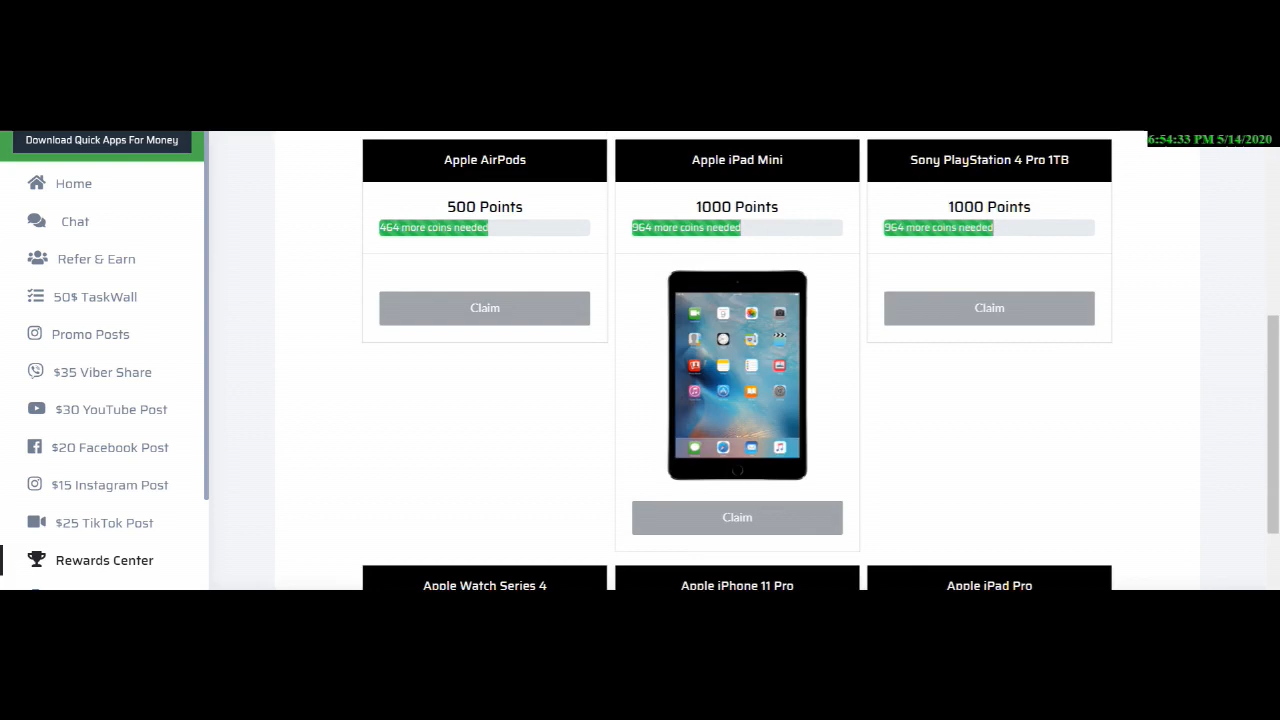 Download Quick Apps For Money
6:54:33 PM 5/14/2020
Home
Chat
Refer & Earn
50$ TaskWall
Promo Posts
$35 Viber Share
$30 YouTube Post
$20 Facebook Post
$15 Instagram Post
$25 TikTok Post
Rewards Center
Apple AirPods
500 Points
464 more coins needed
Claim
Apple iPad Mini
1000 Points
964 more coins needed
Claim
Sony PlayStation 4 Pro 1TB
1000 Points
964 more coins needed
Claim
Apple Watch Series 4
Apple iPhone 11 Pro
Apple iPad Pro